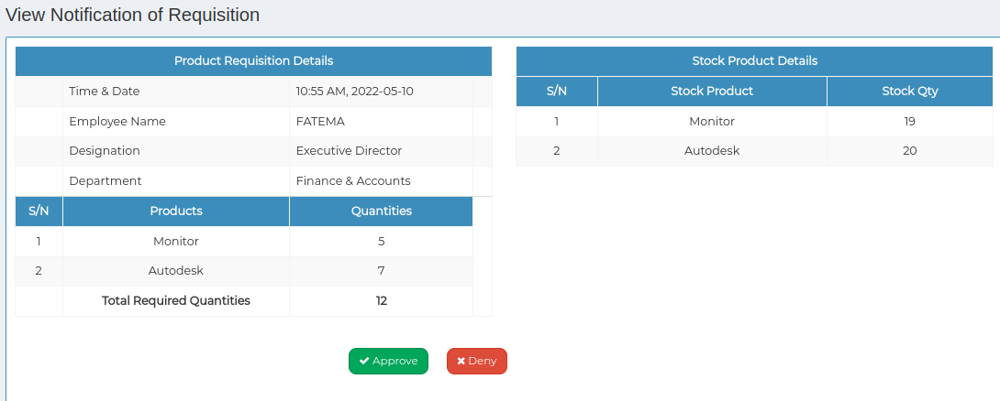 View Notification of Requisition
Product Requisition Details
Time & Date 10:55 AM, 2022-05-10
Employee Name FATEMA
Designation Executive Director
Department Finance & Accounts
S/N Products Quantities
1 Monitor 5
2 Autodesk 7
Total Required Quantities 12
Stock Product Details
S/N Stock Product Stock Qty
1 Monitor 19
2 Autodesk 20
Approve Deny